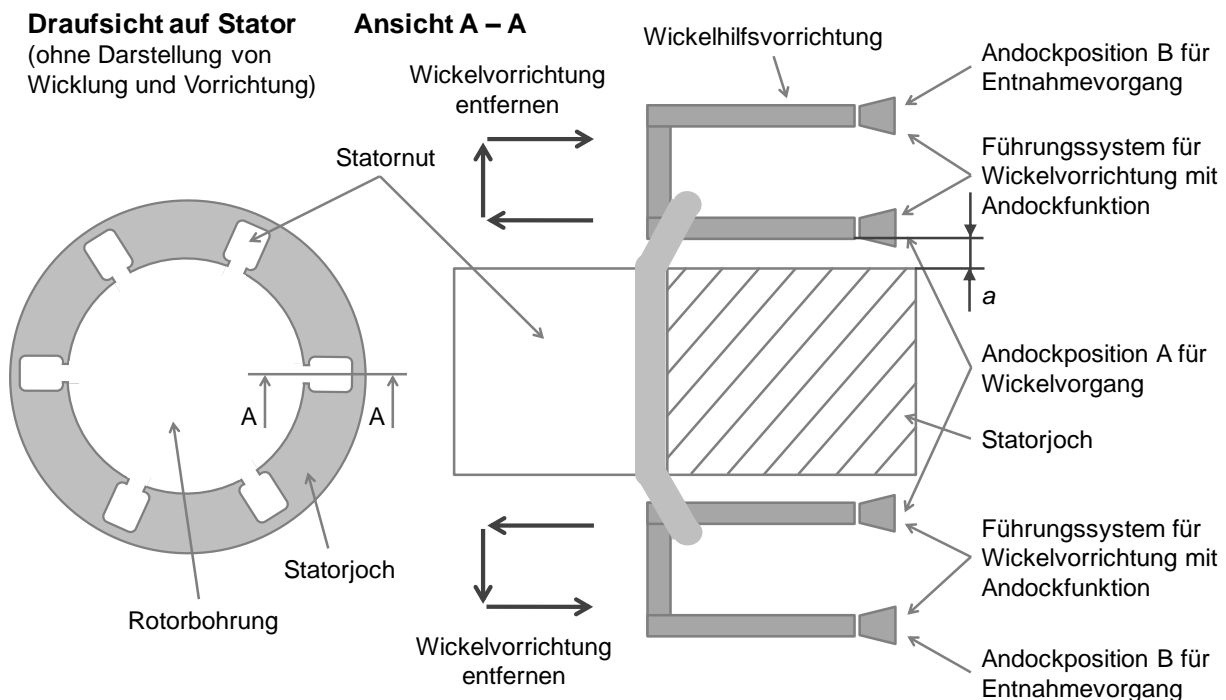 Draufsicht auf Stator
(ohne Darstellung von
Wicklung und Vorrichtung)
Ansicht A – A
Wickelvorrichtung
entfernen
Statornut
Wickelhilfsvorrichtung
Andockposition B für
Entnahmevorgang
Führungssystem für
Wickelvorrichtung mit
Andockfunktion
a
A
A
Andockposition A für
Wickelvorgang
Statorjoch
Statorjoch
Rotorbohrung
Führungssystem für
Wickelvorrichtung mit
Andockfunktion
Wickelvorrichtung
entfernen
Andockposition B für
Entnahmevorgang